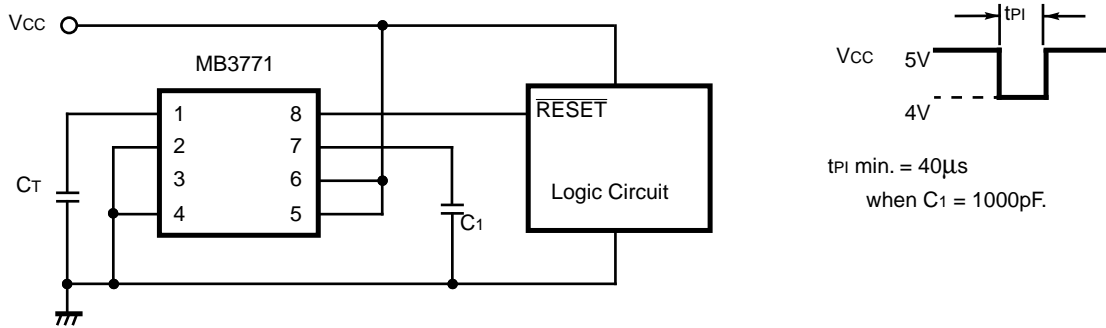 VCC
MB3771
1 8
2 7
3 6
4 5
CT
C1
RESET
Logic Circuit
tPI
VCC 5V
4V
tPI min. = 40μs
when C1 = 1000pF.